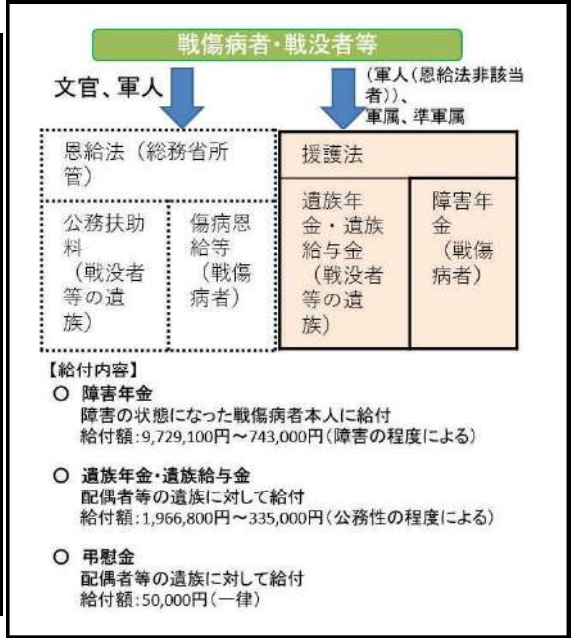 戦傷病者・戦没者等
文官、軍人
(軍人(恩給法非該当
者))、
軍属、準軍属
恩給法（総務省所
管）
公務扶助
料
（戦没者
等の遺
族）
傷病恩
給等
（戦傷
病者）
援護法
遺族年
金・遺族
給与金
（戦没者
等の遺
族）
障害年
金
（戦傷
病者）
【給付内容】
○ 障害年金
障害の状態になった戦傷病者本人に給付
給付額:9,729,100円～743,000円(障害の程度による)
○ 遺族年金・遺族給与金
配偶者等の遺族に対して給付
給付額:1,966,800円～335,000円(公務性の程度による)
○ 弔慰金
配偶者等の遺族に対して給付
給付額:50,000円(一律)